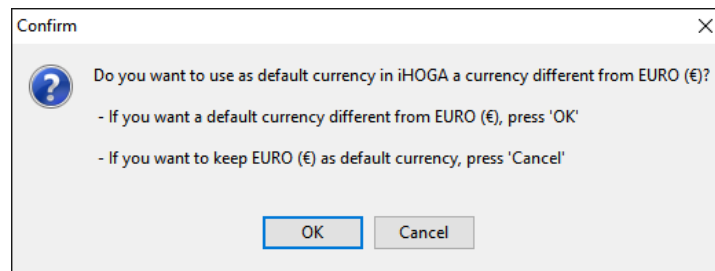 Confirm
Do you want to use as default currency in iHOGA a currency different from EURO (€)?
- If you want a default currency different from EURO (€), press 'OK'
- If you want to keep EURO (€) as default currency, press 'Cancel'
OK
Cancel